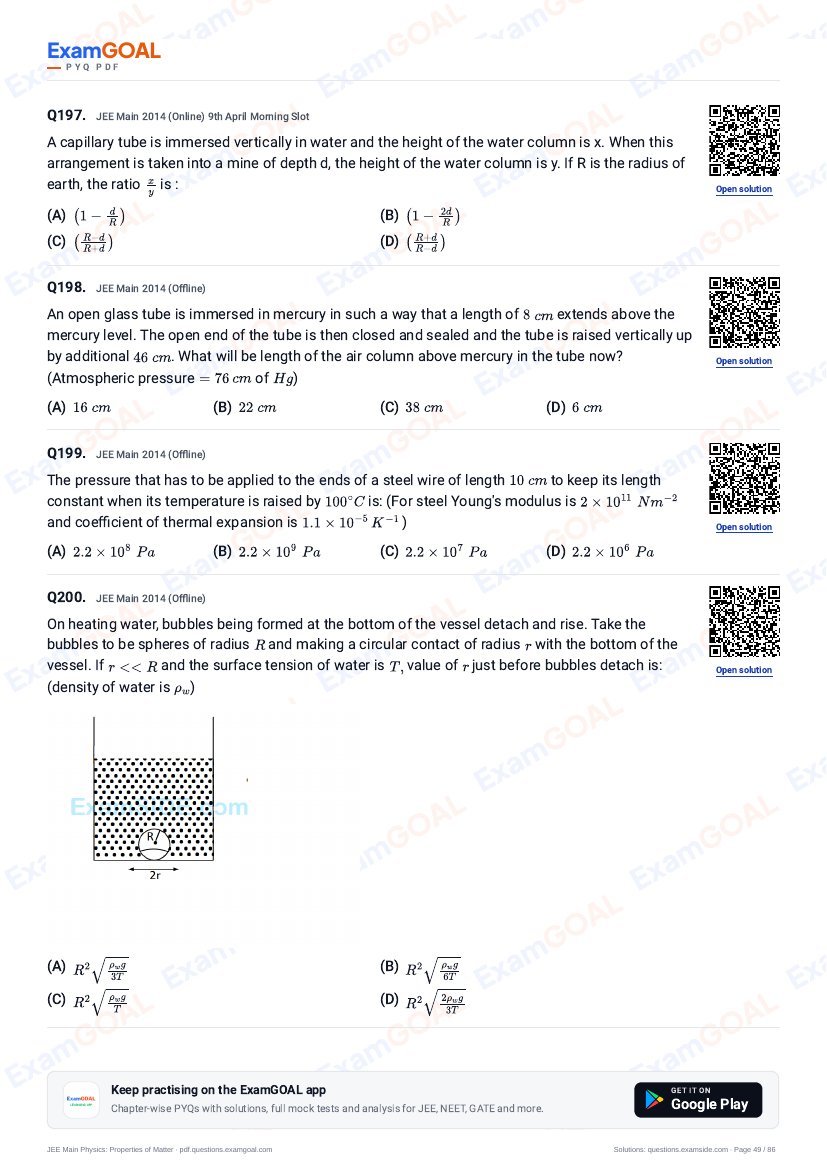 ExamGOAL
PYQ PDF
Q197. JEE Main 2014 (Online) 9th April Morning Slot
A capillary tube is immersed vertically in water and the height of the water column is x. When this
arrangement is taken into a mine of depth d, the height of the water column is y. If R is the radius of
earth, the ratio x/y is :
(A) (1 − d/R) (B) (1 − 2d/R)
(C) (R−d/R+d) (D) (R+d/R−d)
Open solution
Q198. JEE Main 2014 (Offline)
An open glass tube is immersed in mercury in such a way that a length of 8 cm extends above the
mercury level. The open end of the tube is then closed and sealed and the tube is raised vertically up
by additional 46 cm. What will be length of the air column above mercury in the tube now?
(Atmospheric pressure = 76 cm of Hg)
(A) 16 cm (B) 22 cm (C) 38 cm (D) 6 cm
Open solution
Q199. JEE Main 2014 (Offline)
The pressure that has to be applied to the ends of a steel wire of length 10 cm to keep its length
constant when its temperature is raised by 100°C is: (For steel Young's modulus is 2 × 10¹¹ Nm⁻²
and coefficient of thermal expansion is 1.1 × 10⁻⁵ K⁻¹)
(A) 2.2 × 10⁸ Pa (B) 2.2 × 10⁹ Pa (C) 2.2 × 10⁷ Pa (D) 2.2 × 10⁶ Pa
Open solution
Q200. JEE Main 2014 (Offline)
On heating water, bubbles being formed at the bottom of the vessel detach and rise. Take the
bubbles to be spheres of radius R and making a circular contact of radius r with the bottom of the
vessel. If r << R and the surface tension of water is T, value of r just before bubbles detach is:
(density of water is ρw)
Open solution
R
2r
(A) R²√(ρwg/3T) (B) R²√(ρwg/6T)
(C) R²√(ρwg/T) (D) R²√(2ρwg/3T)
ExamGOAL
Keep practising on the ExamGOAL app
Chapter-wise PYQs with solutions, full mock tests and analysis for JEE, NEET, GATE and more.
GET IT ON
Google Play
JEE Main Physics: Properties of Matter · pdf.questions.examgoal.com
Solutions: questions.examside.com · Page 49 / 86